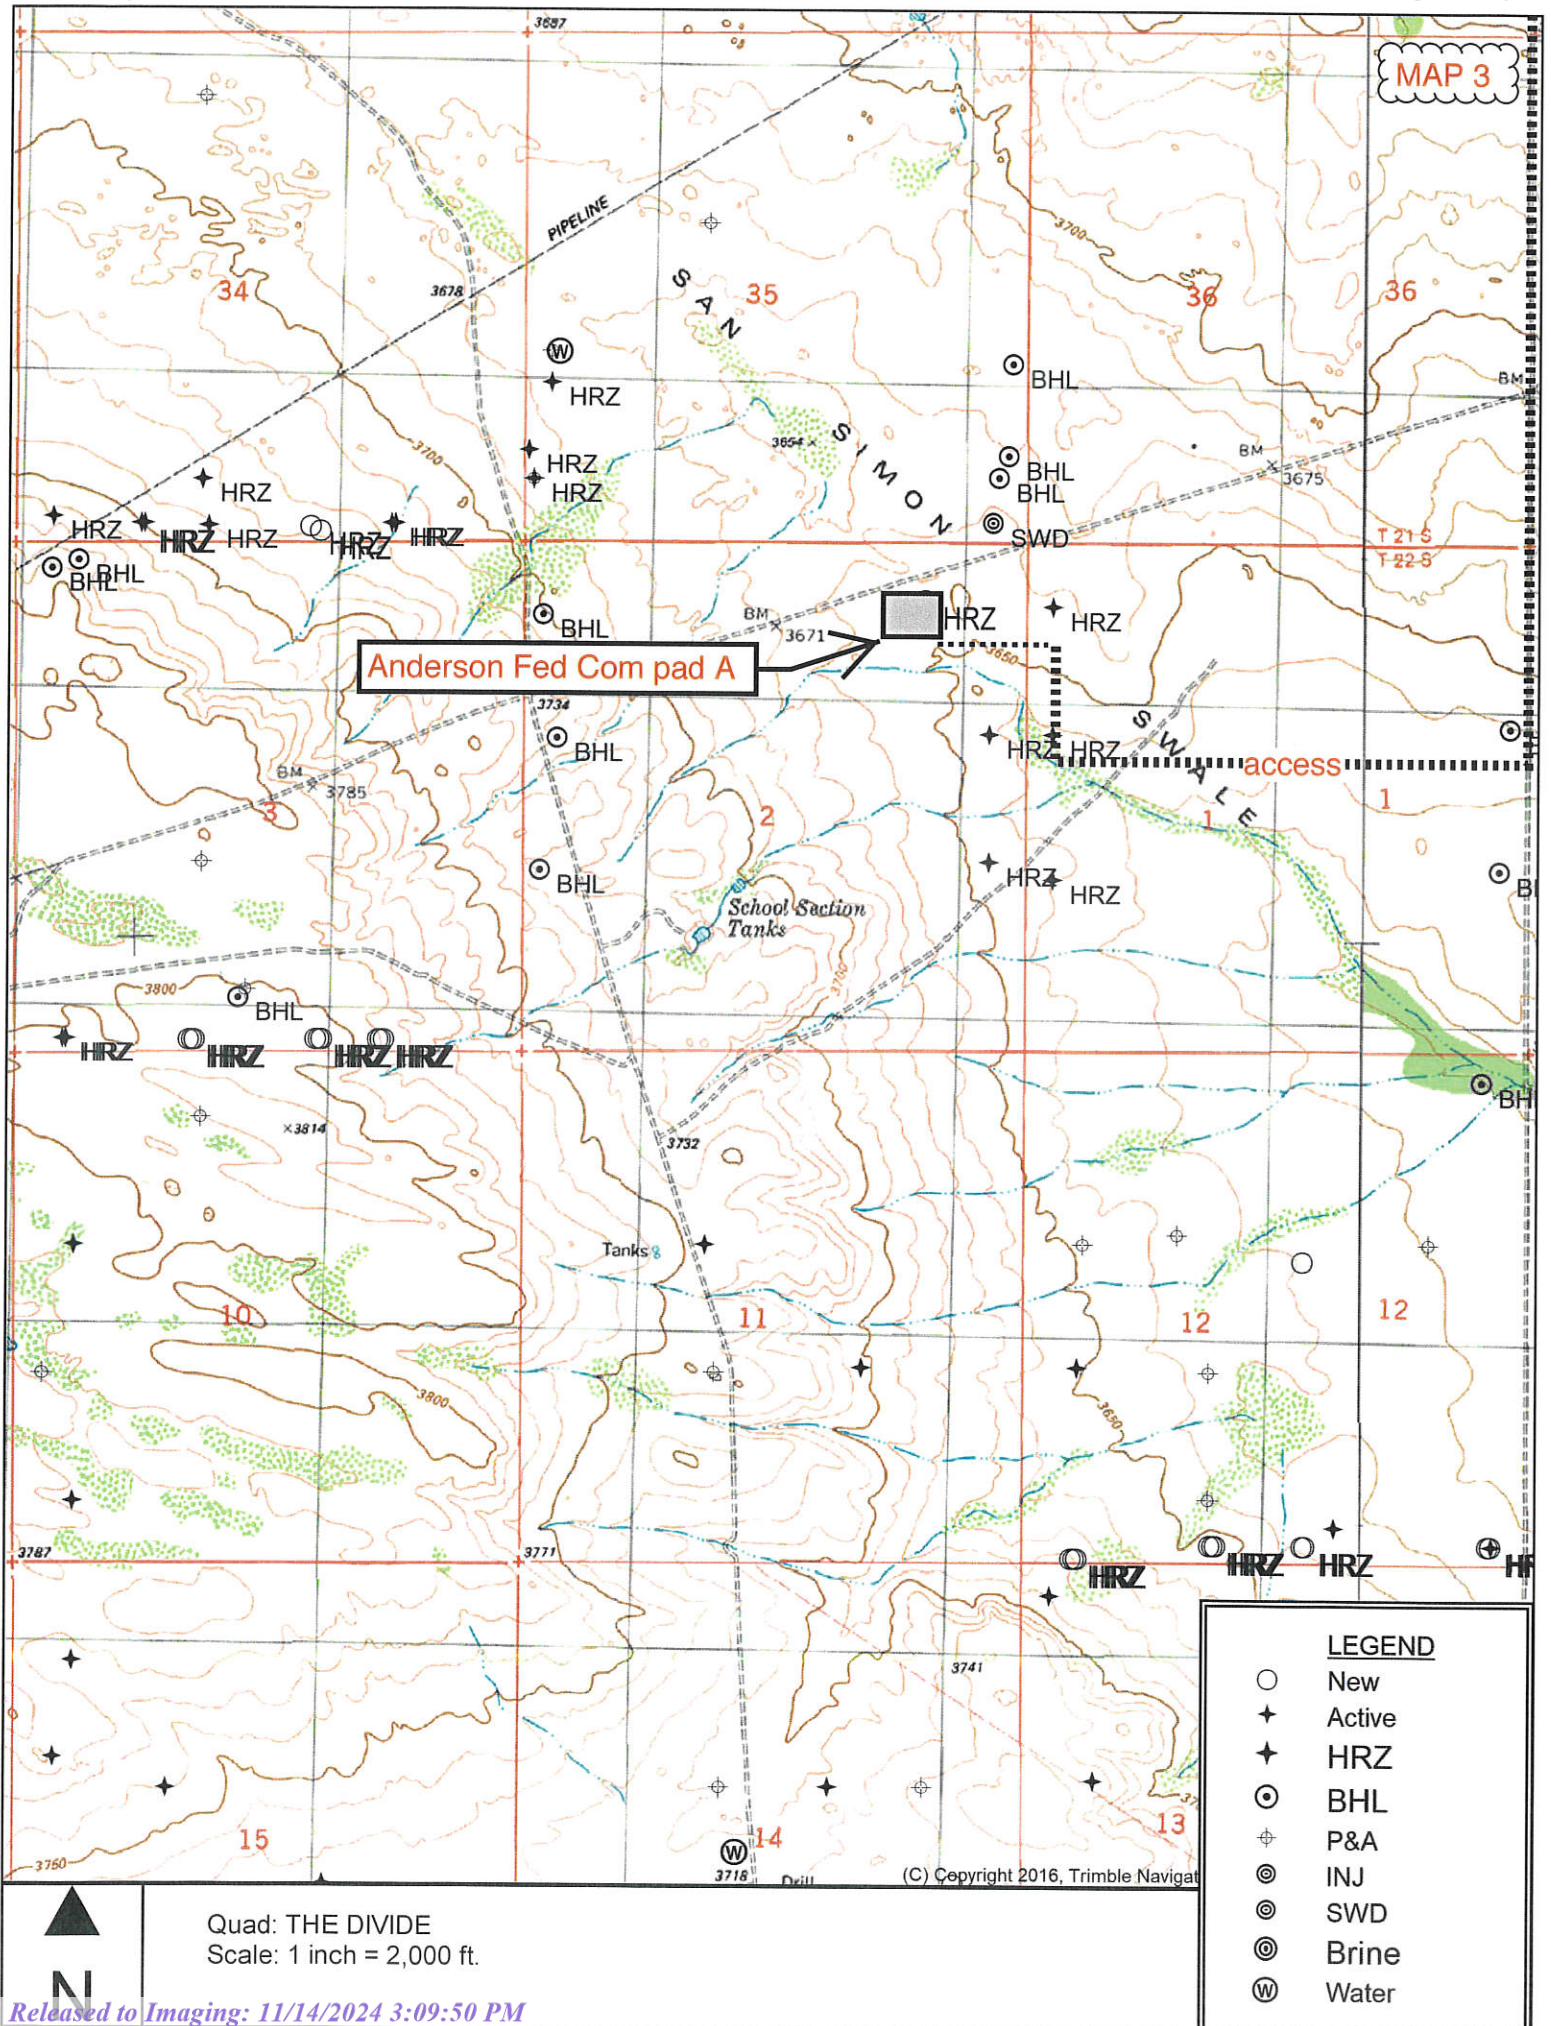 3687
MAP 3
PIPELINE
3700
34
3678
SAN
35
36
36
W
HRZ
BHL
BM
3654
SIMON
3700
HRZ
HRZ
BHL
BHL
BM
3675
HRZ
HRZ
HRZ
HRZ
HRZ
HRZ
HRZ
SWD
T 21 S
T 22 S
BHL
BHL
BHL
BM
3671
HRZ
HRZ
Anderson Fed Com pad A
3650
3734
BHL
HRZ
HRZ
SWALE
access
BM
3785
3
2
1
1
BHL
HRZ
HRZ
School Section
Tanks
3700
3800
BHL
HRZ
HRZ
HRZ
HRZ
BH
×3814
3732
Tanks
10
11
12
12
3800
3650
3787
3771
HRZ
HRZ
HRZ
3741
15
14
13
3750
W
3718
(C) Copyright 2016, Trimble Navigat
LEGEND
New
Active
HRZ
BHL
P&A
INJ
SWD
Brine
W Water
N
Quad: THE DIVIDE
Scale: 1 inch = 2,000 ft.
Released to Imaging: 11/14/2024 3:09:50 PM